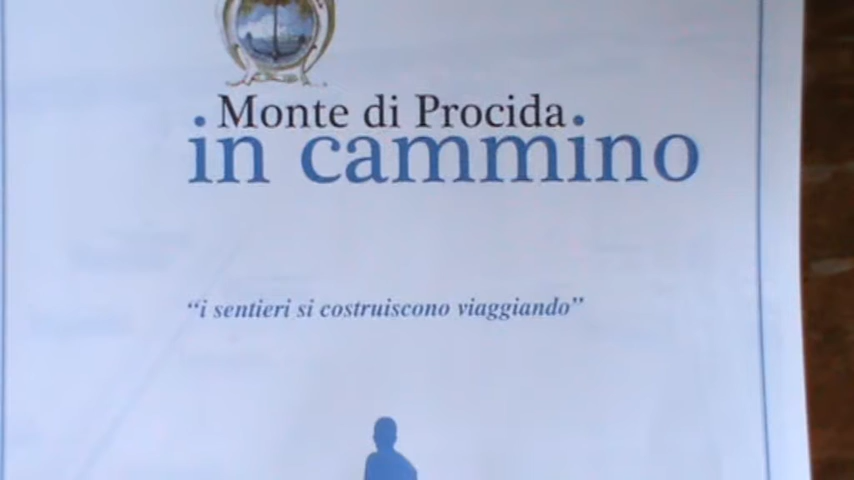 Monte di Procida
in cammino
“i sentieri si costruiscono viaggiando”